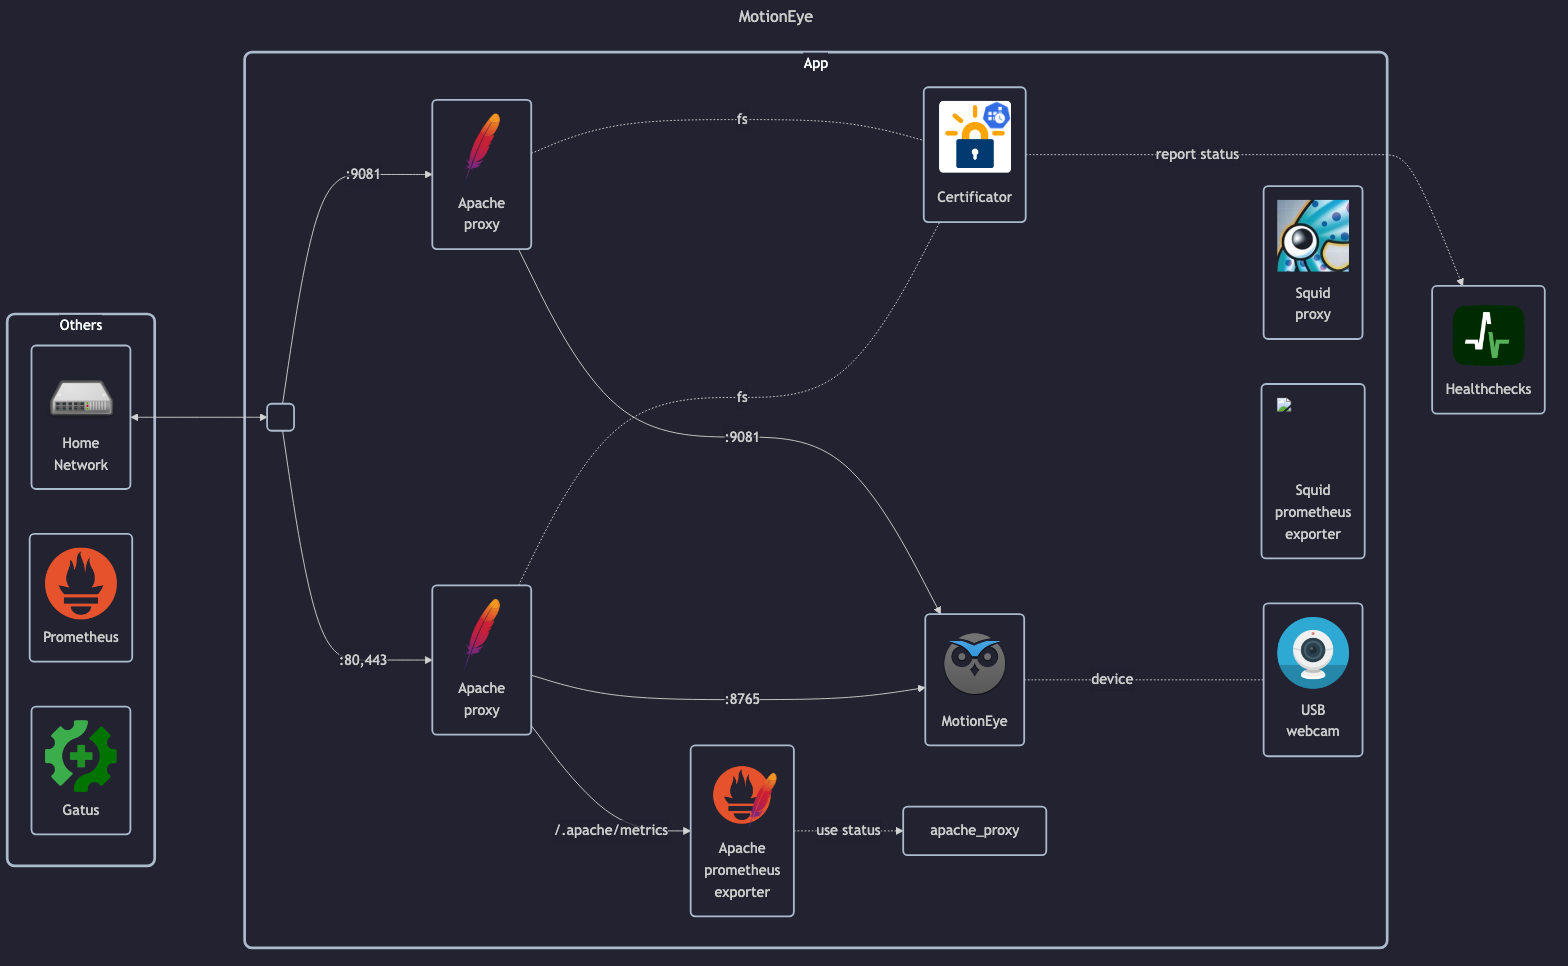 MotionEye
App
fs
report status
:9081
Apache
proxy
Certificator
Squid
proxy
Others
Healthchecks
fs
:9081
Home
Network
Squid
prometheus
exporter
Prometheus
:80,443
Apache
proxy
:8765
MotionEye
device
USB
webcam
Gatus
/.apache/metrics
use status
apache_proxy
Apache
prometheus
exporter